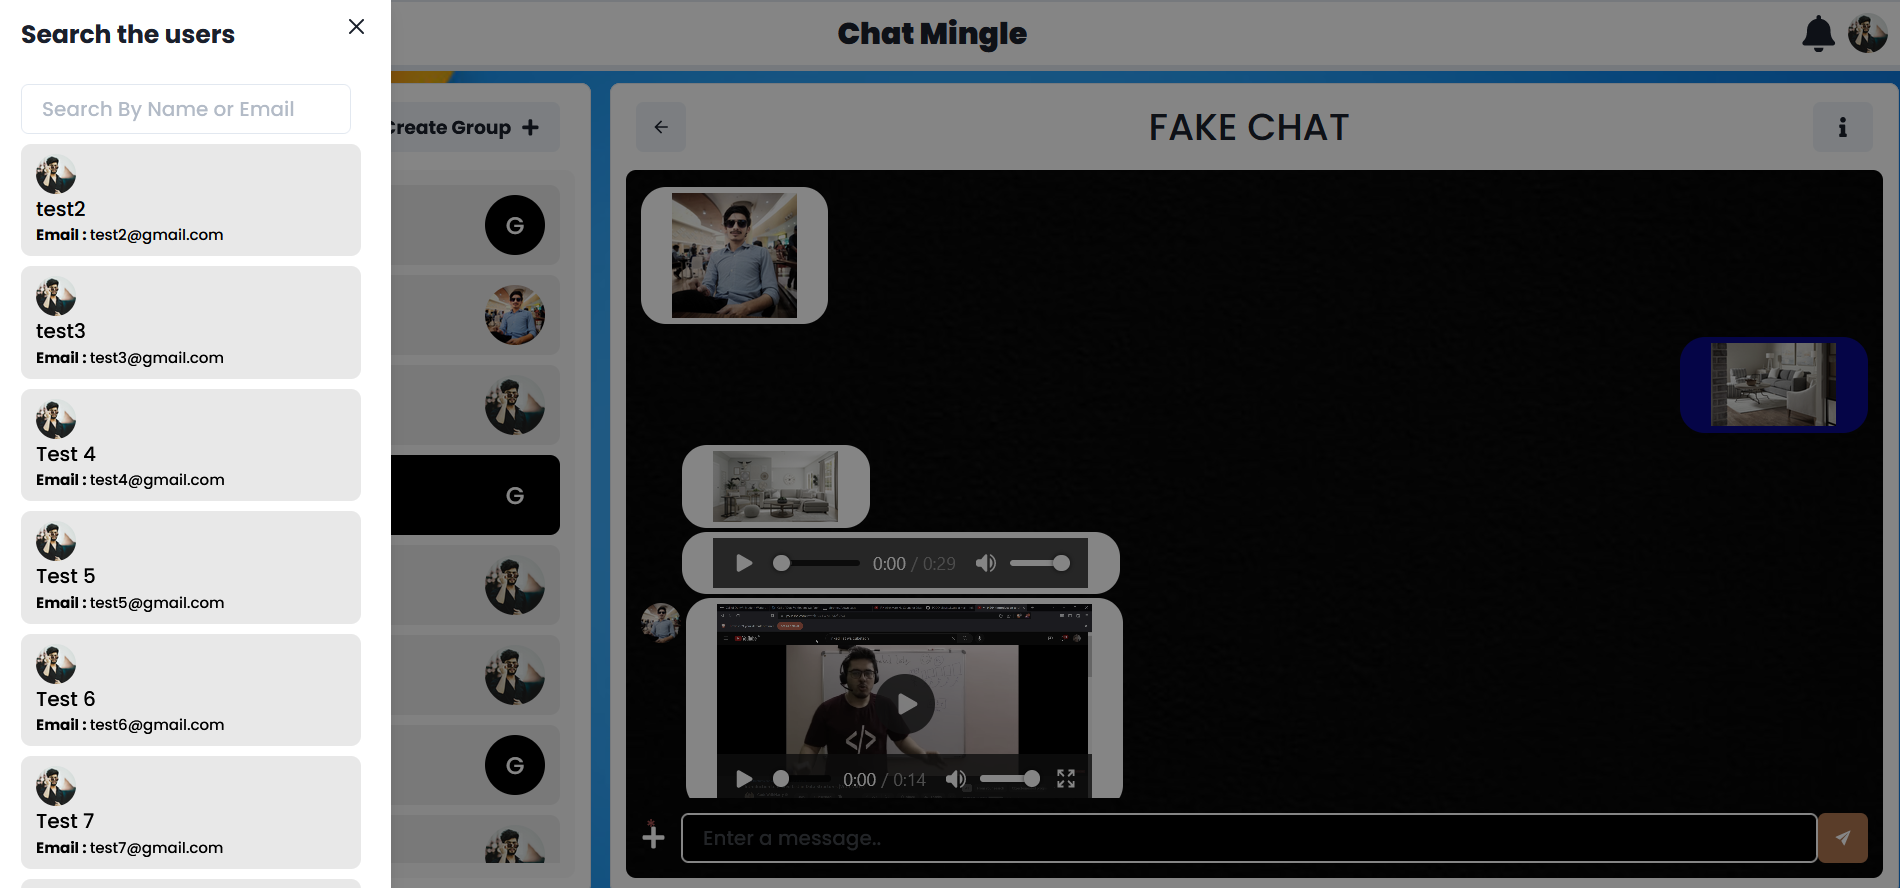 Search the users
Search By Name or Email
test2
Email : test2@gmail.com
test3
Email : test3@gmail.com
Test 4
Email : test4@gmail.com
Test 5
Email : test5@gmail.com
Test 6
Email : test6@gmail.com
Test 7
Email : test7@gmail.com
Chat Mingle
Create Group
G
G
G
FAKE CHAT
0:00 / 0:29
YouTube
</>
0:00 / 0:14
*
Enter a message..